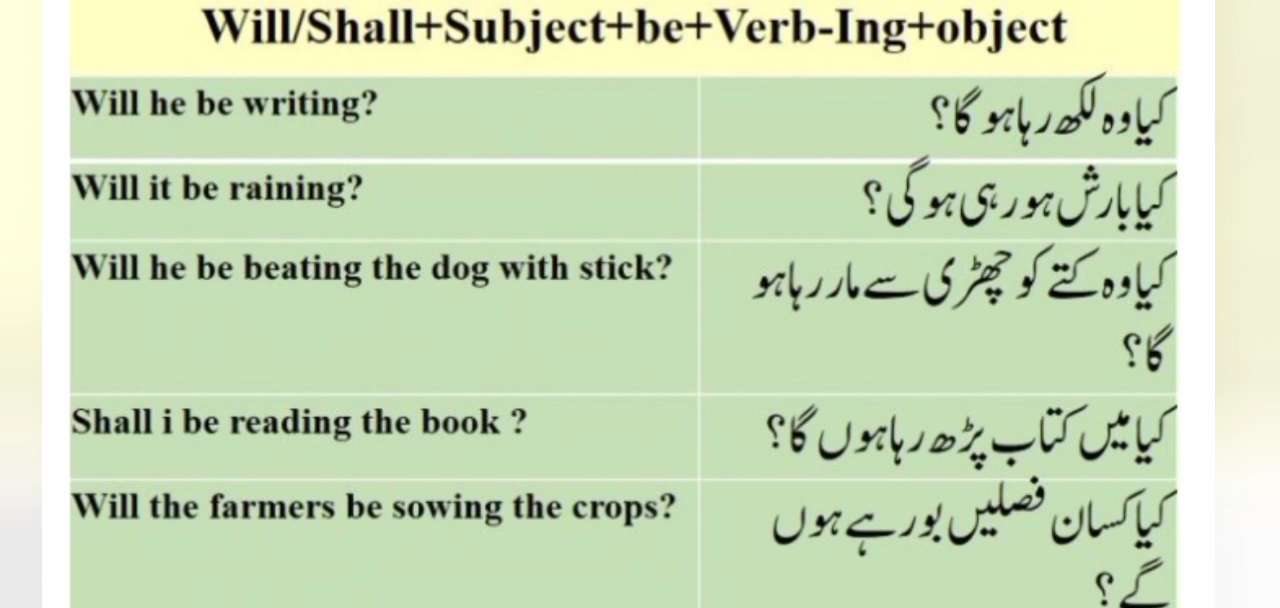 Will/Shall+Subject+be+Verb-Ing+object
Will he be writing?
کیا وہ لکھ رہا ہو گا؟
Will it be raining?
کیا بارش ہو رہی ہو گی؟
Will he be beating the dog with stick?
کیا وہ کتے کو چھڑی سے مار رہا ہو
گا؟
Shall i be reading the book ?
کیا میں کتاب پڑھ رہا ہوں گا؟
Will the farmers be sowing the crops?
کیا کسان فصلیں بو رہے ہوں
گے؟